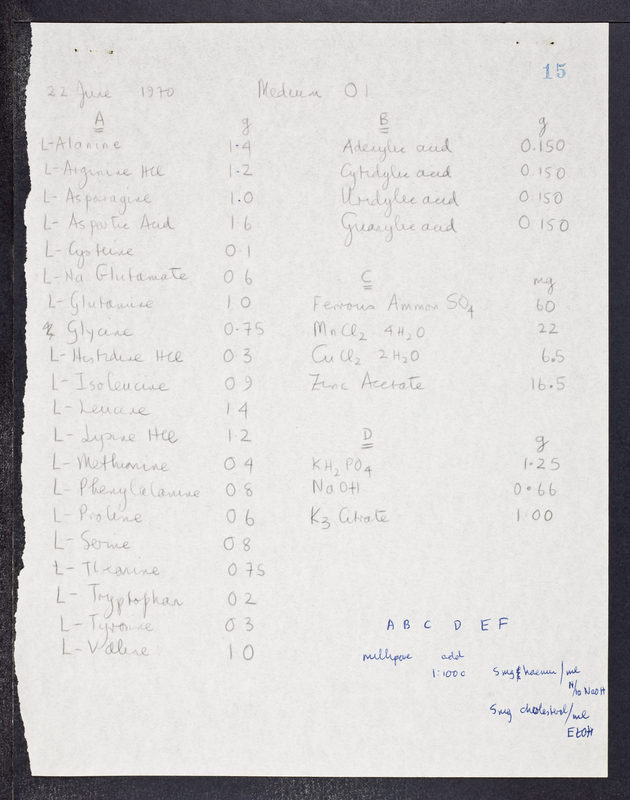 15
22 June 1970 Medium O1
A g
L-Alanine 1.4
L-Arginine HCl 1.2
L-Asparagine 1.0
L-Aspartic Acid 1 6
L-Cysteine 0.1
L-Na Glutamate 0 6
L-Glutamine 1 0
Glycine 0.75
L-Histidine HCl 0 3
L-Isoleucine 0 9
L-Leucine 1 4
L-Lysine HCl 1.2
L-Methionine 0 4
L-Phenylalanine 0 8
L-Proline 0 6
L-Serine 0 8
L-Threonine 0 75
L-Tryptophan 0 2
L-Tyrosine 0 3
L-Valine 1 0
B g
Adenylic acid 0.150
Cytidylic acid 0.150
Uridylic acid 0.150
Guanylic acid 0 150
C mg
Ferrous Ammon SO4 60
MnCl2 4H2O 22
CuCl2 2H2O 6.5
Zinc Acetate 16.5
D g
KH2PO4 1.25
NaOH 0.66
K3 Citrate 1.00
A B C D E F
millipore add
1:1000
5mg haemin/ml
N/10 NaOH
5mg cholesterol/ml
EtOH